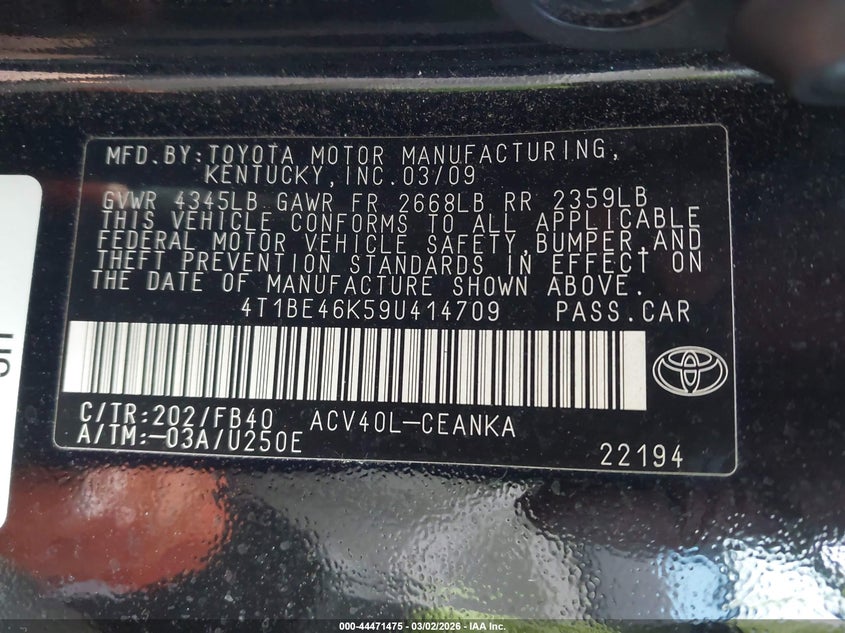 MFD.BY:TOYOTA MOTOR MANUFACTURING,
KENTUCKY,INC.03/09
GVWR 4345LB GAWR FR 2668LB RR 2359LB
THIS VEHICLE CONFORMS TO ALL APPLICABLE
FEDERAL MOTOR VEHICLE SAFETY,BUMPER,AND
THEFT PREVENTION STANDARDS IN EFFECT ON
THE DATE OF MANUFACTURE SHOWN ABOVE.
4T1BE46K59U414709 PASS.CAR
C/TR:202/FB40 ACV40L-CEANKA
A/TM:-03A/U250E
22194
000-44471475 - 03/02/2026 - IAA Inc.